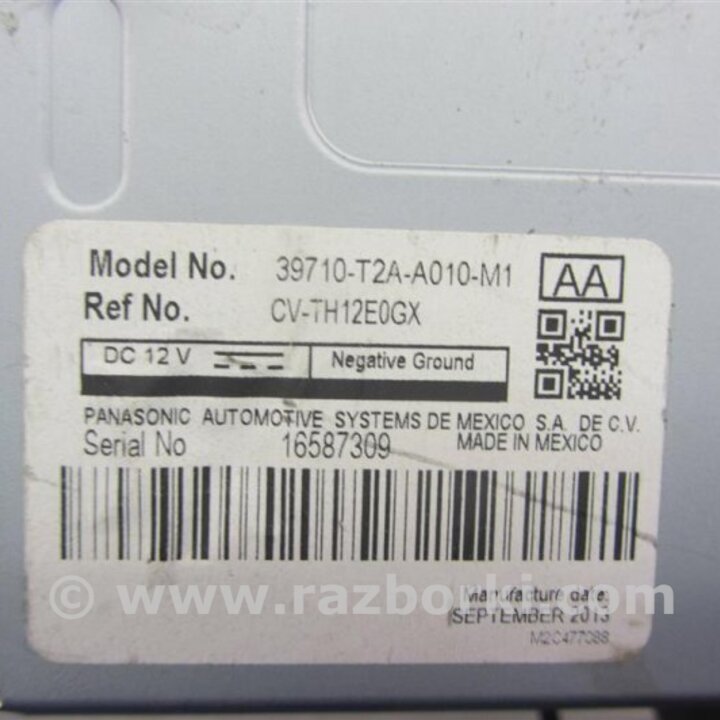 Model No. 39710-T2A-A010-M1 AA
Ref No. CV-TH12E0GX
DC 12 V Negative Ground
PANASONIC AUTOMOTIVE SYSTEMS DE MEXICO S.A. DE C.V.
Serial No 16587309 MADE IN MEXICO
© www.razborki.com
Manufacture date:
SEPTEMBER 2013
M2C477088